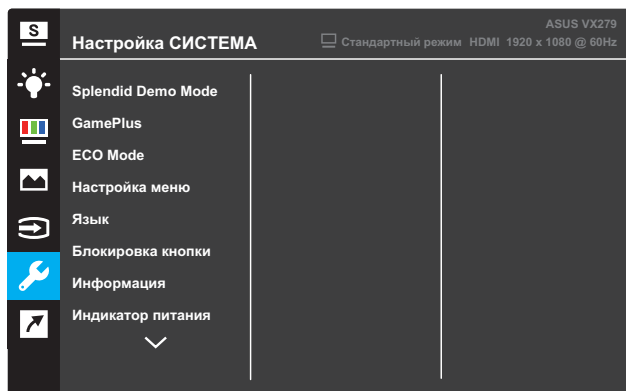 S
ASUS VX279
Настройка СИСТЕМА
Стандартный режим HDMI 1920 x 1080 @ 60Hz
Splendid Demo Mode
GamePlus
ECO Mode
Настройка меню
Язык
Блокировка кнопки
Информация
Индикатор питания